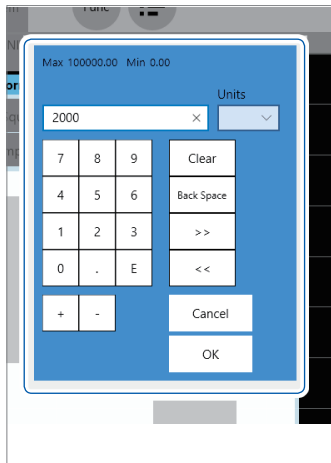 Func
Max 100000.00 Min 0.00
Units
2000 ×
7 8 9 Clear
4 5 6 Back Space
1 2 3 >>
0 . E <<
+ - Cancel
OK